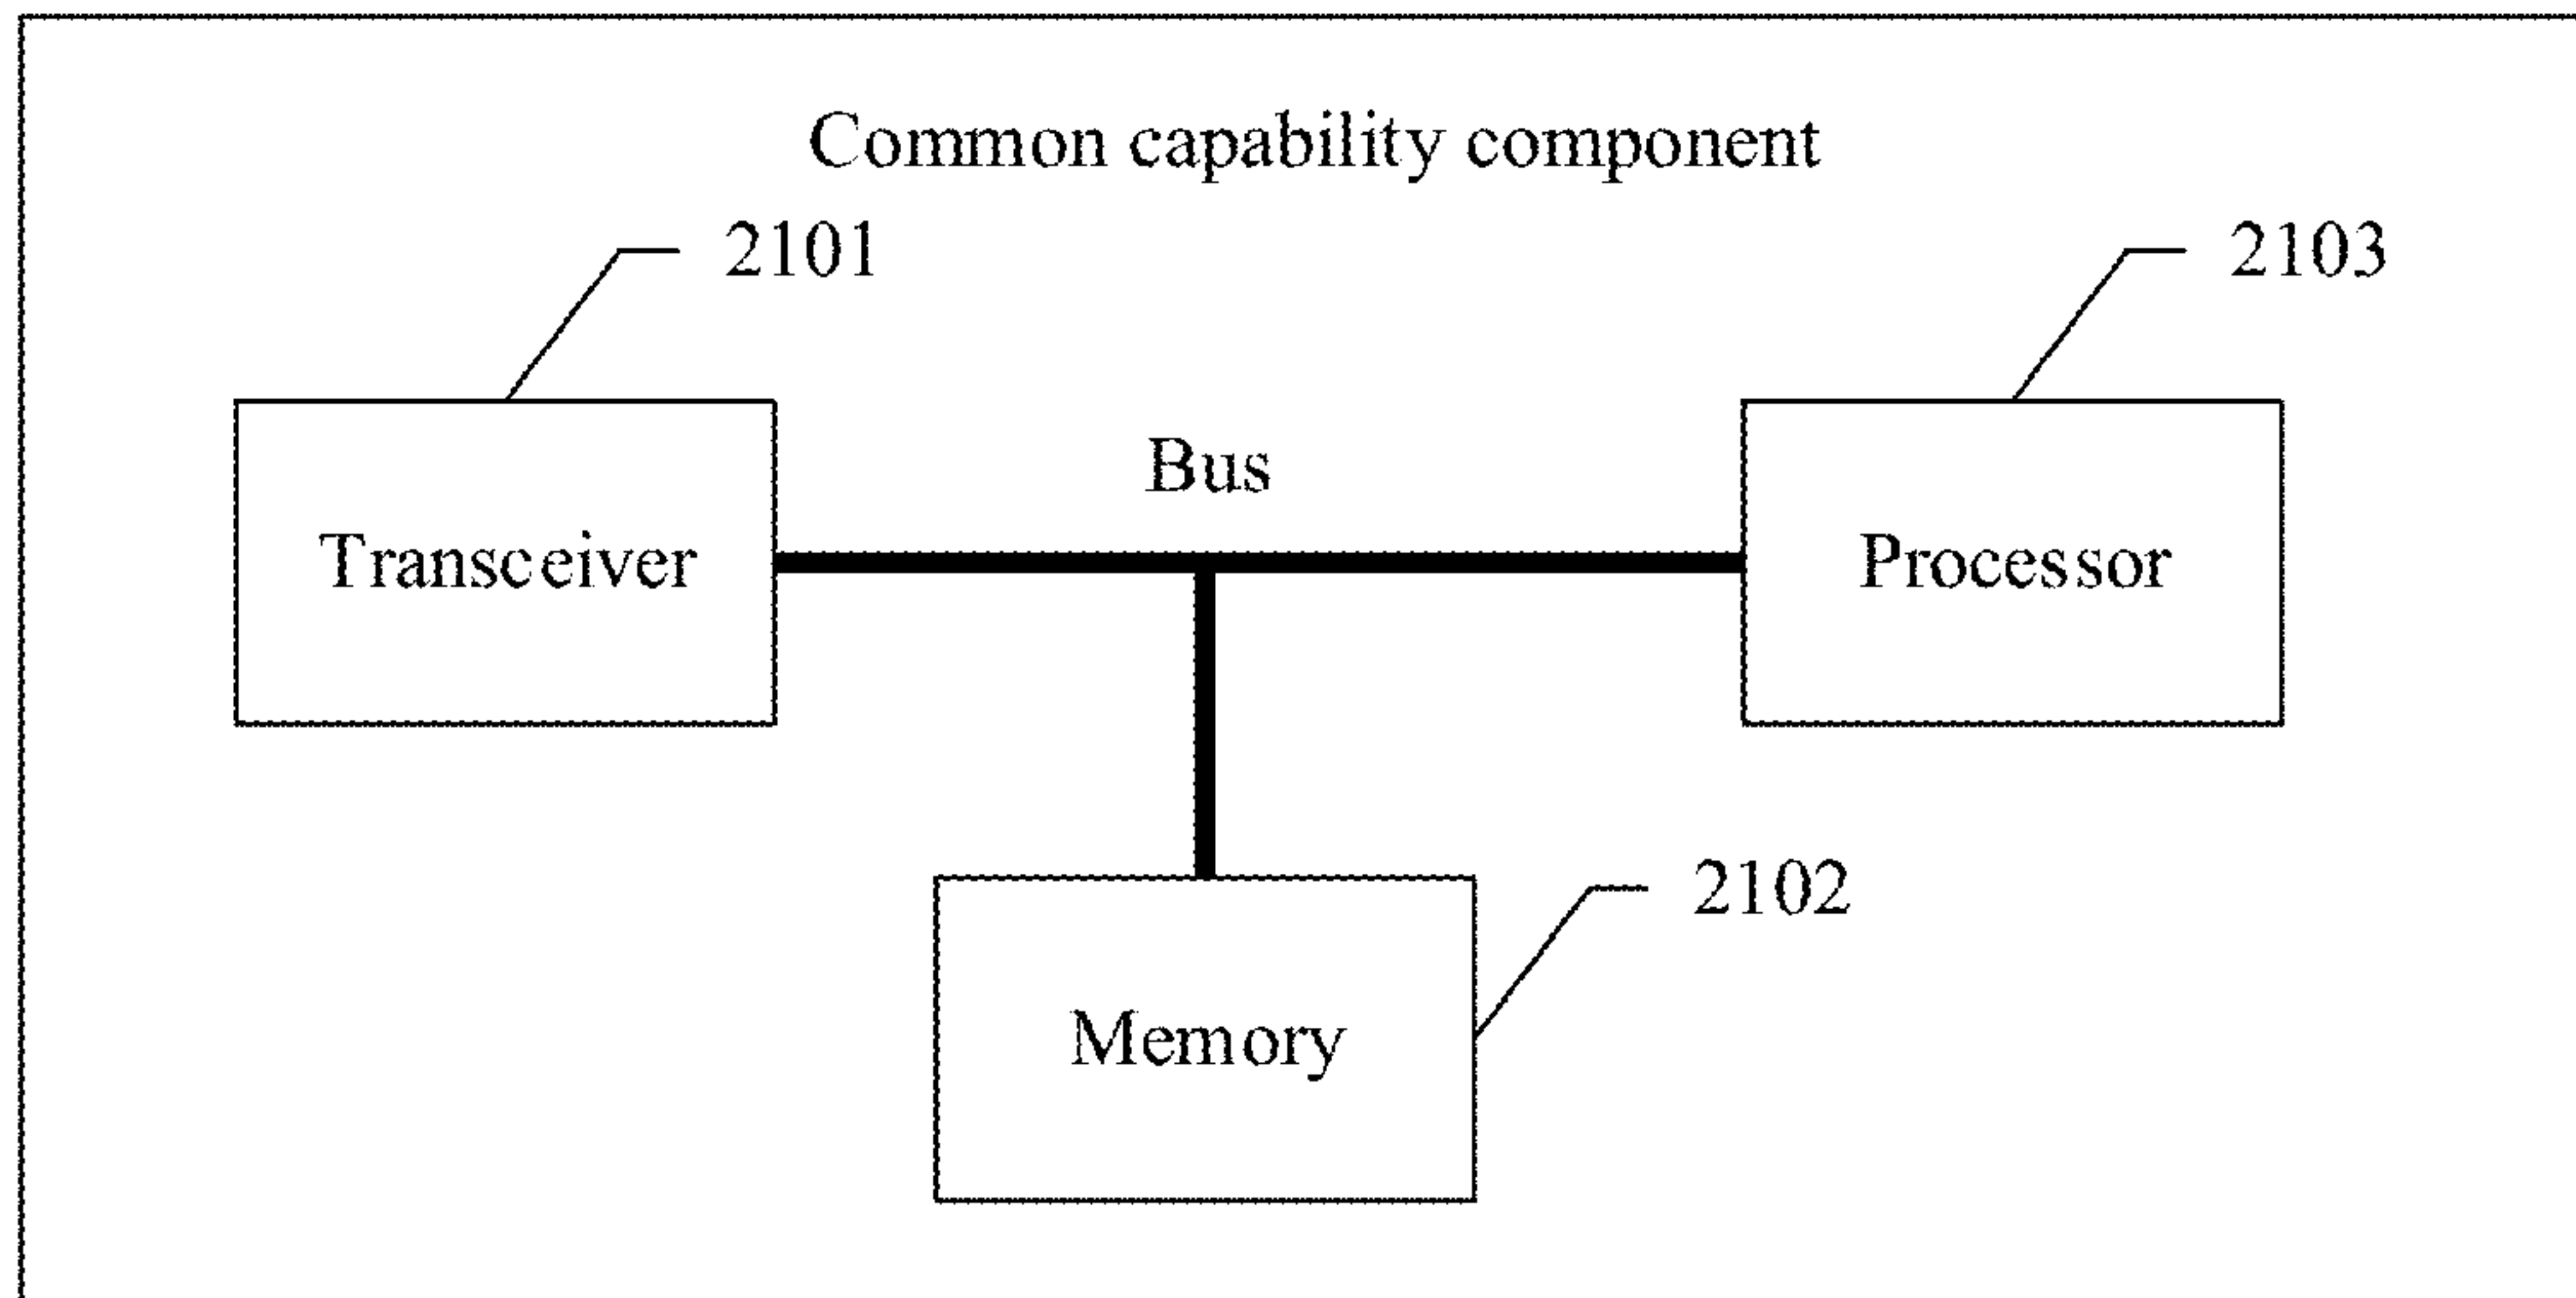 Common capability component
2101
2103
Bus
Transceiver
Processor
2102
Memory